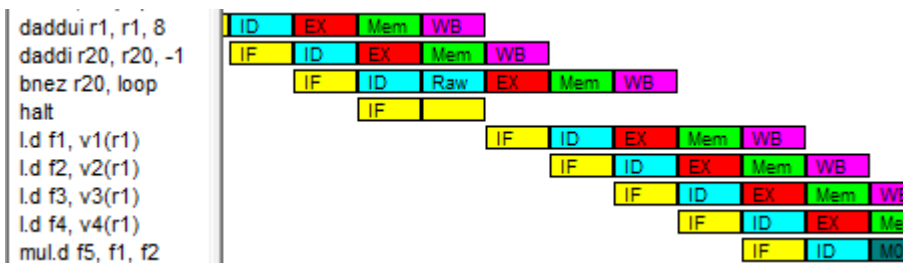 daddui r1, r1, 8 ID EX Mem WB
daddi r20, r20, -1 IF ID EX Mem WB
bnez r20, loop IF ID Raw EX Mem WB
halt IF
l.d f1, v1(r1) IF ID EX Mem WB
l.d f2, v2(r1) IF ID EX Mem WB
l.d f3, v3(r1) IF ID EX Mem WB
l.d f4, v4(r1) IF ID EX Me
mul.d f5, f1, f2 IF ID M0